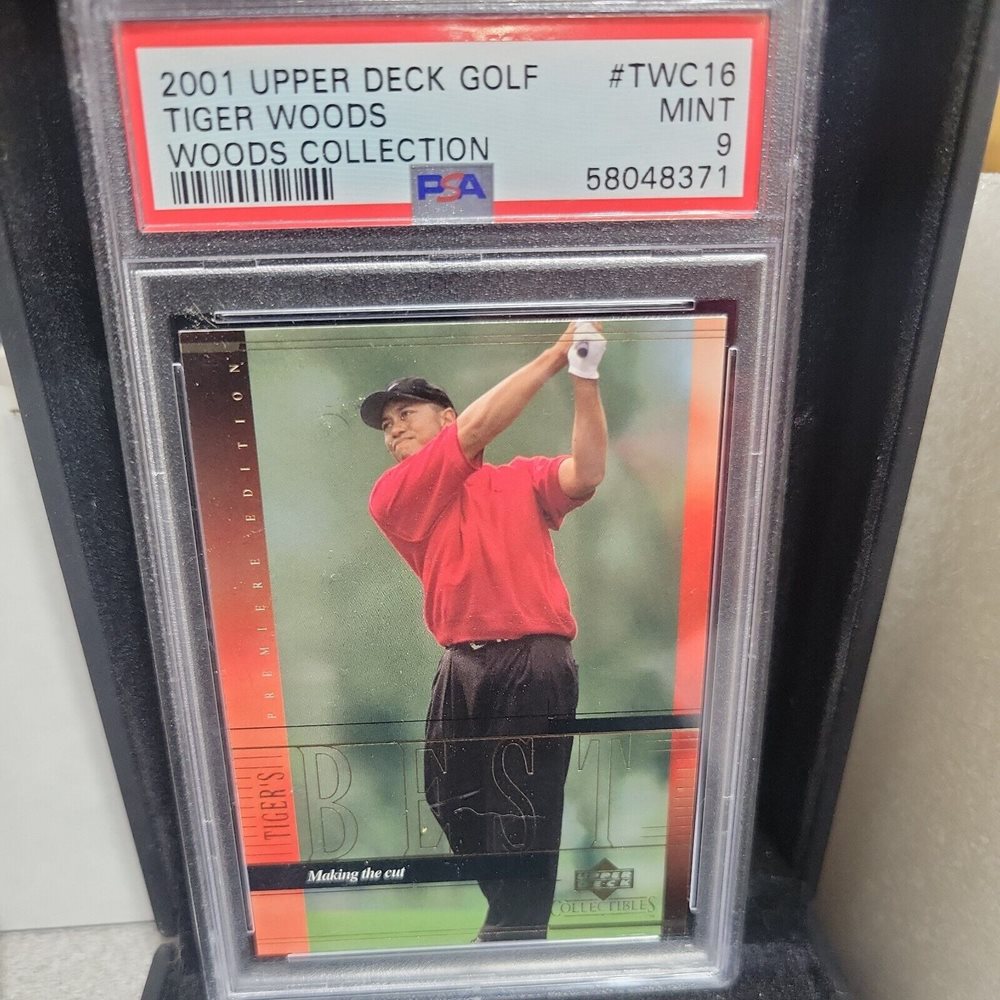 2001 UPPER DECK GOLF #TWC16
TIGER WOODS MINT
WOODS COLLECTION 9
PSA 58048371
PREMIERE EDITION
TIGER'S
BEST
Making the cut
UPPER
DECK
COLLECTIBLES